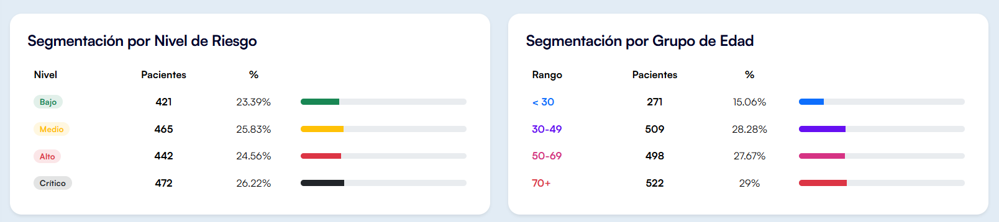 Segmentación por Nivel de Riesgo
Nivel Pacientes %
Bajo 421 23.39%
Medio 465 25.83%
Alto 442 24.56%
Crítico 472 26.22%
Segmentación por Grupo de Edad
Rango Pacientes %
< 30 271 15.06%
30-49 509 28.28%
50-69 498 27.67%
70+ 522 29%